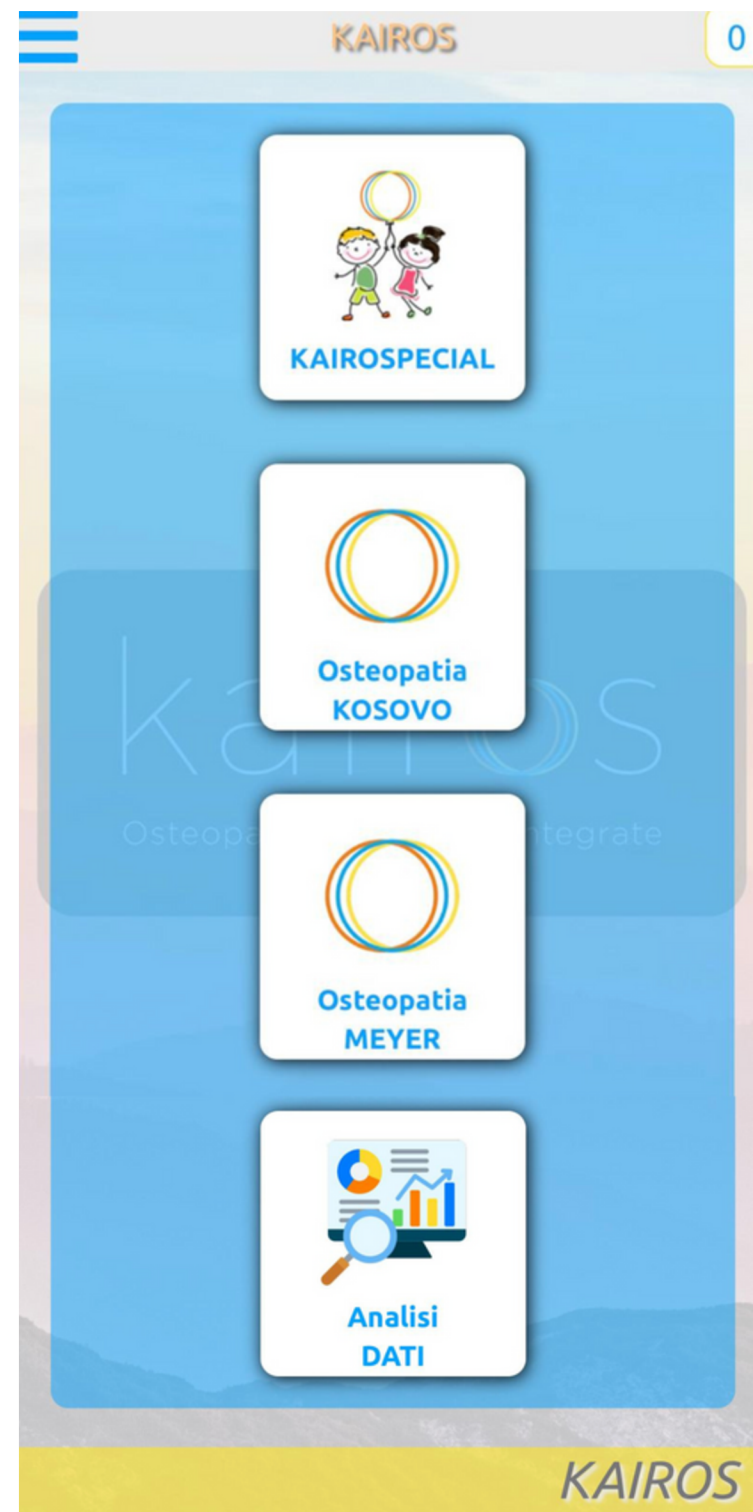 KAIROS
0
KAIROSPECIAL
Osteopatia
KOSOVO
Osteopatia
MEYER
Analisi
DATI
KAIROS